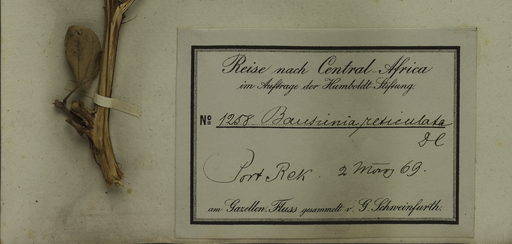 Reise nach Central-Africa
im Auftrage der Humboldt-Stiftung.
No 1258 Bauhinia reticulata
DC
Port Rek. 2 März 69.
am Gazellen-Fluss gesammelt v. G. Schweinfurth.